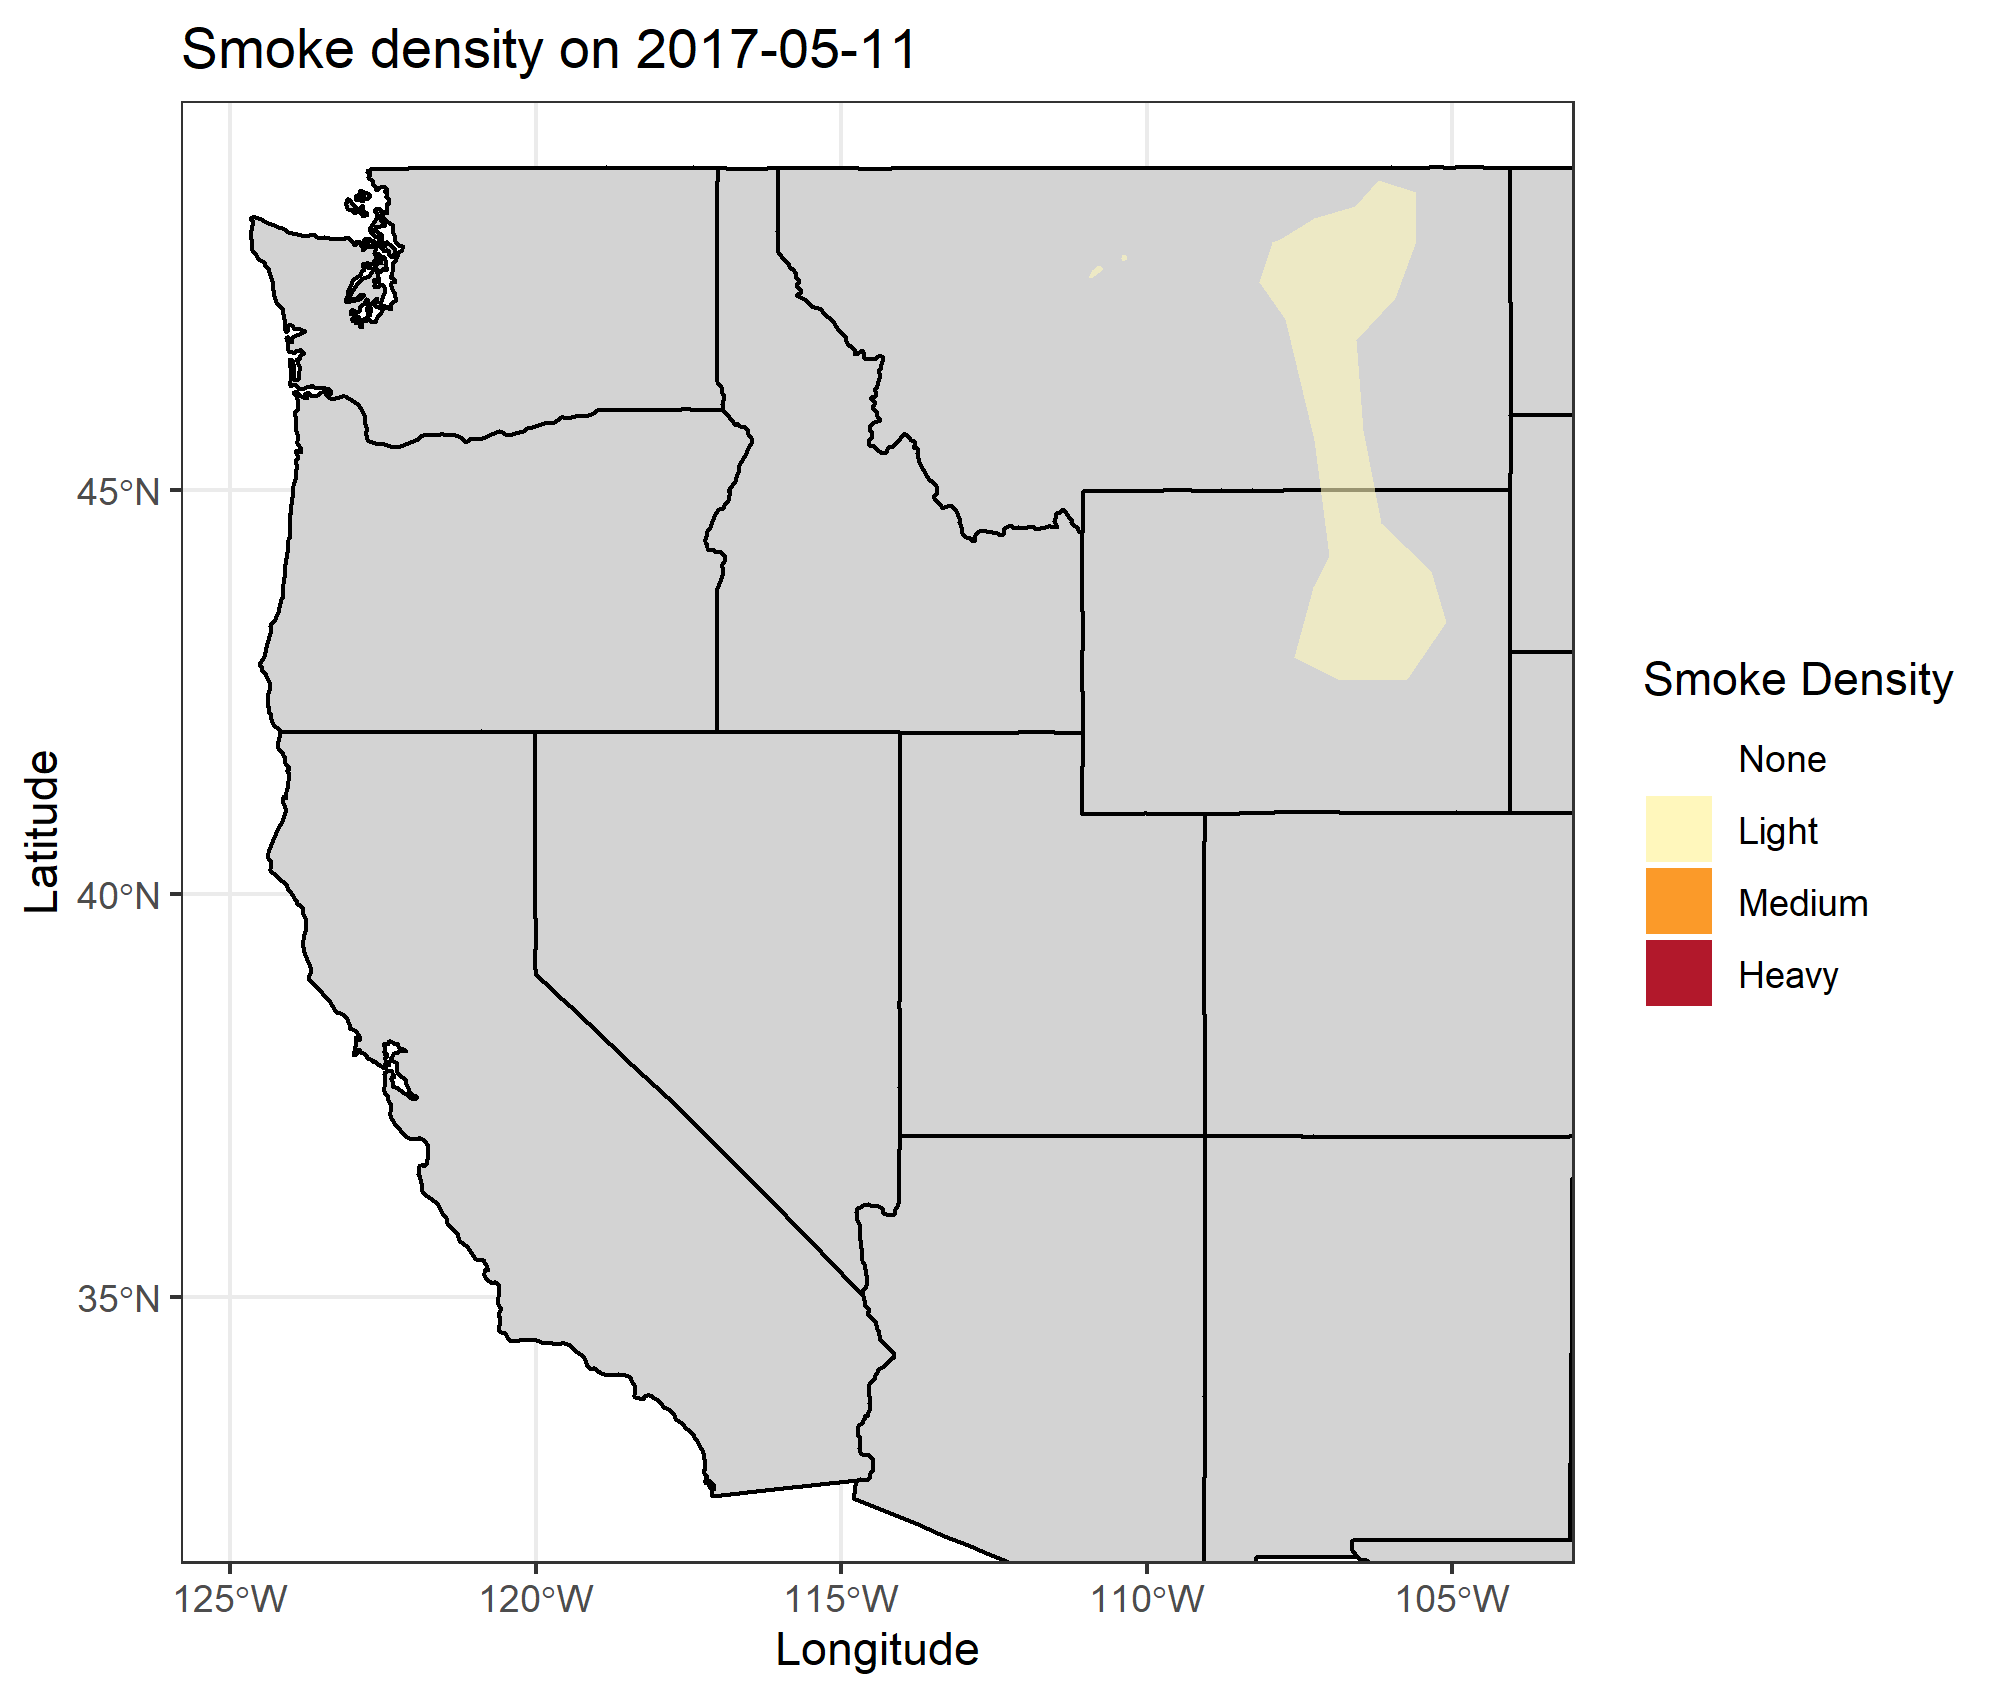 Smoke density on 2017-05-11
45°N
40°N
35°N
Latitude
125°W
120°W
115°W
110°W
105°W
Longitude
Smoke Density
None
Light
Medium
Heavy